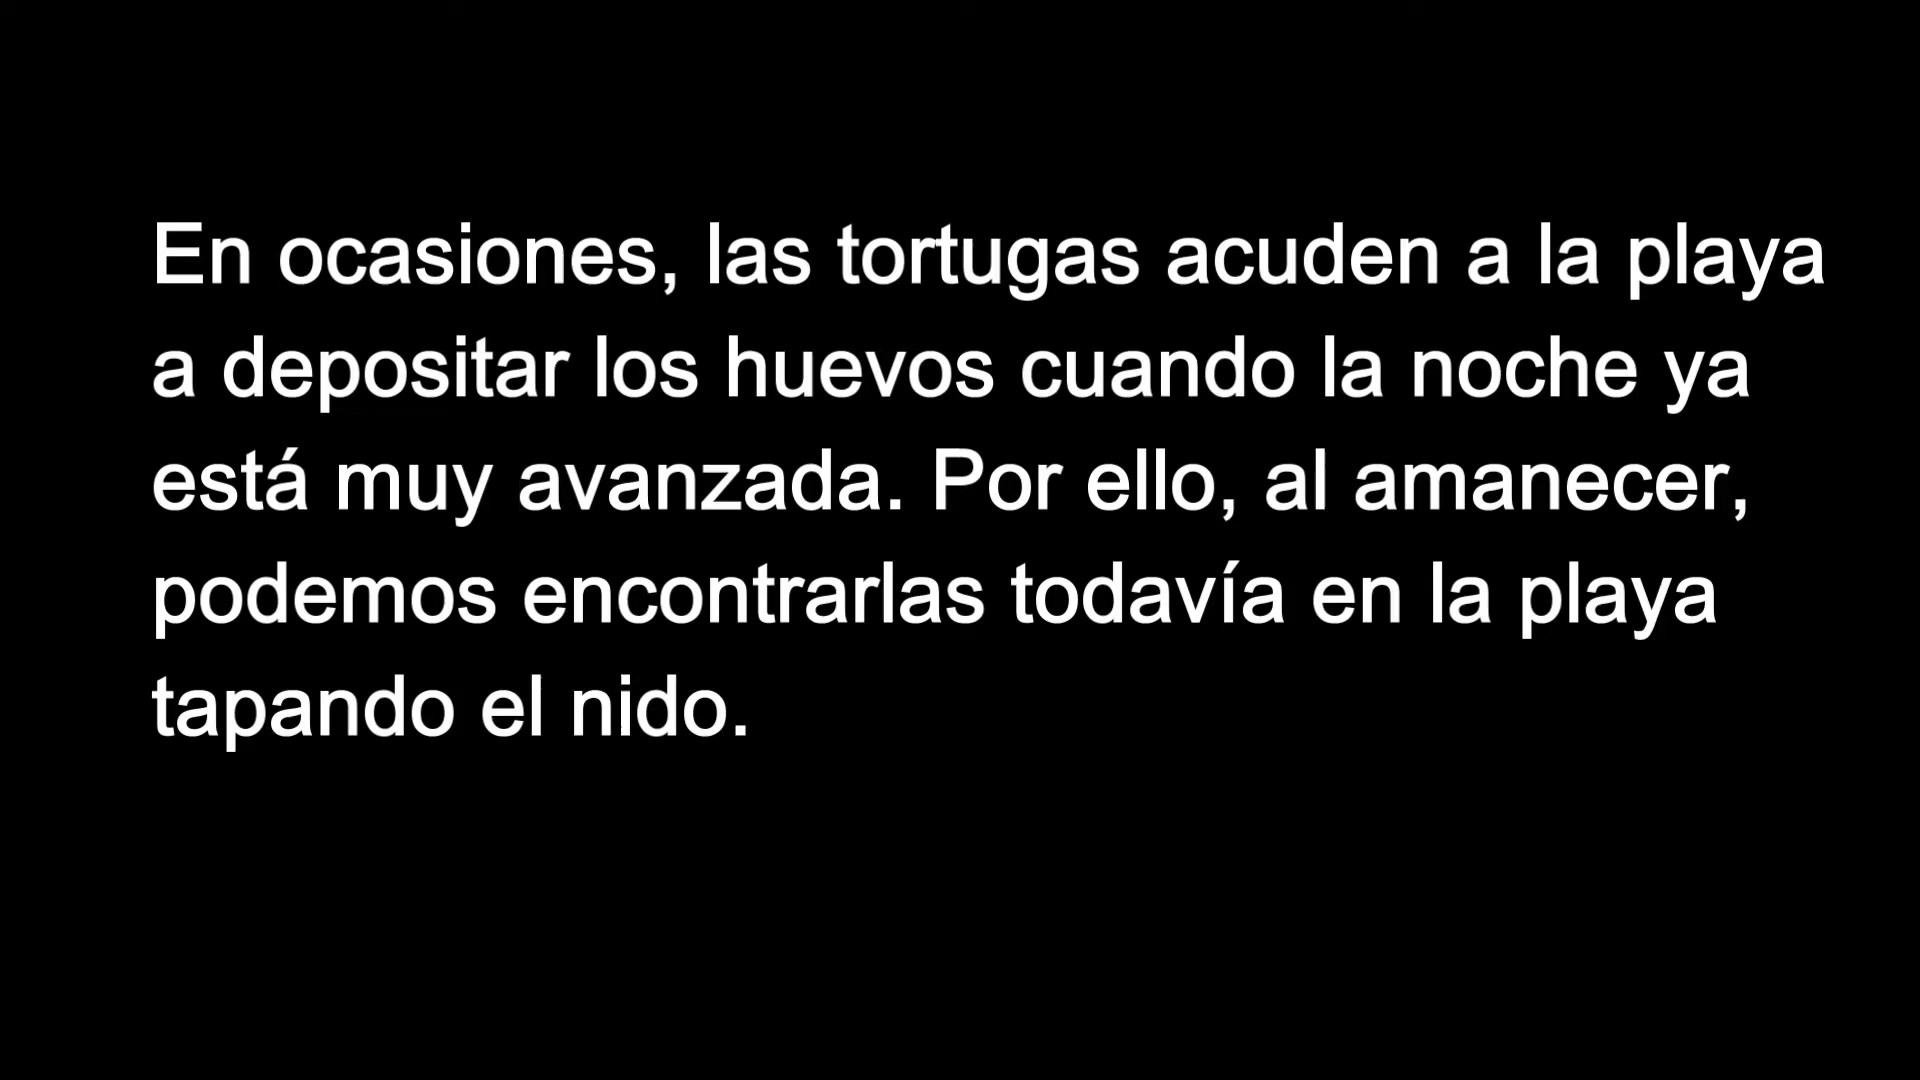 En ocasiones, las tortugas acuden a la playa
a depositar los huevos cuando la noche ya
está muy avanzada. Por ello, al amanecer,
podemos encontrarlas todavía en la playa
tapando el nido.